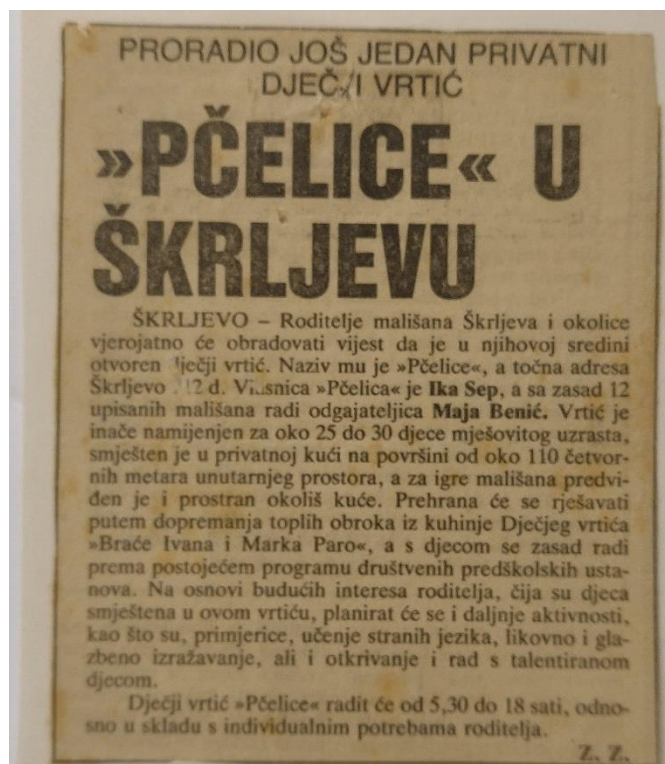 PRORADIO JOŠ JEDAN PRIVATNI
VRTIĆ
»PČELICE« U
ŠKRLJEVU
ŠKRLJEVO – Roditelje mališana Škrljeva i okolice
vjerojatno će obradovati vijest da je u njihovoj sredini
otvoren vrtić. Naziv mu je »Pčelice«, a točna adresa
Škrljevo d. »Pčelica« je Ika Sep, a sa zasad 12
upisanih mališana radi odgajateljica Maja Benić. Vrtić je
inače namijenjen za oko 25 do 30 djece mješovitog uzrasta,
smješten je u privatnoj kući na površini od oko 110 četvor-
nih metara unutarnjeg prostora, a za igre mališana predvi-
đen je i prostran okoliš kuće. Prehrana će se rješavati
putem dopremanja toplih obroka iz kuhinje Dječjeg vrtića
»Braće Ivana i Marka Paro«, a s djecom se zasad radi
prema postojećem programu društvenih predškolskih usta-
nova. Na osnovi budućih interesa roditelja, čija su djeca
smještena u ovom vrtiću, planirat će se i daljnje aktivnosti,
kao što su, primjerice, učenje stranih jezika, likovno i gla-
zbeno izražavanje, ali i otkrivanje i rad s talentiranom
djecom.
Dječji vrtić »Pčelice« radit će od 5,30 do 18 sati, odno-
sno u skladu s individualnim potrebama roditelja.
Z. Z.